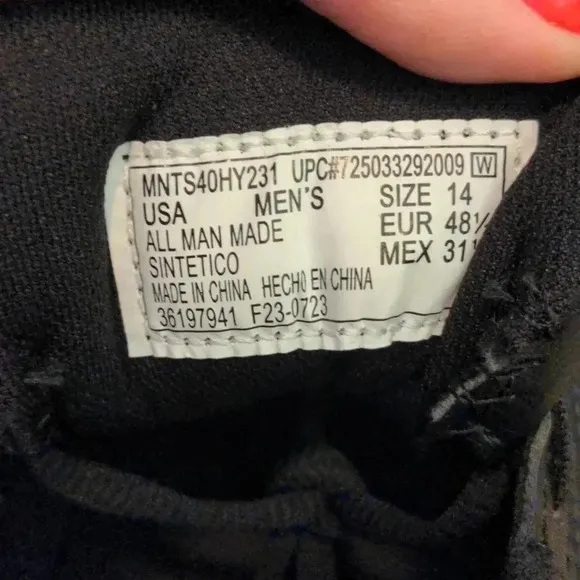 MNTS40HY231 UPC#725033292009 W
USA MEN'S SIZE 14
ALL MAN MADE EUR 48½
SINTETICO MEX
MADE IN CHINA HECHO EN CHINA
36197941 F23-0723